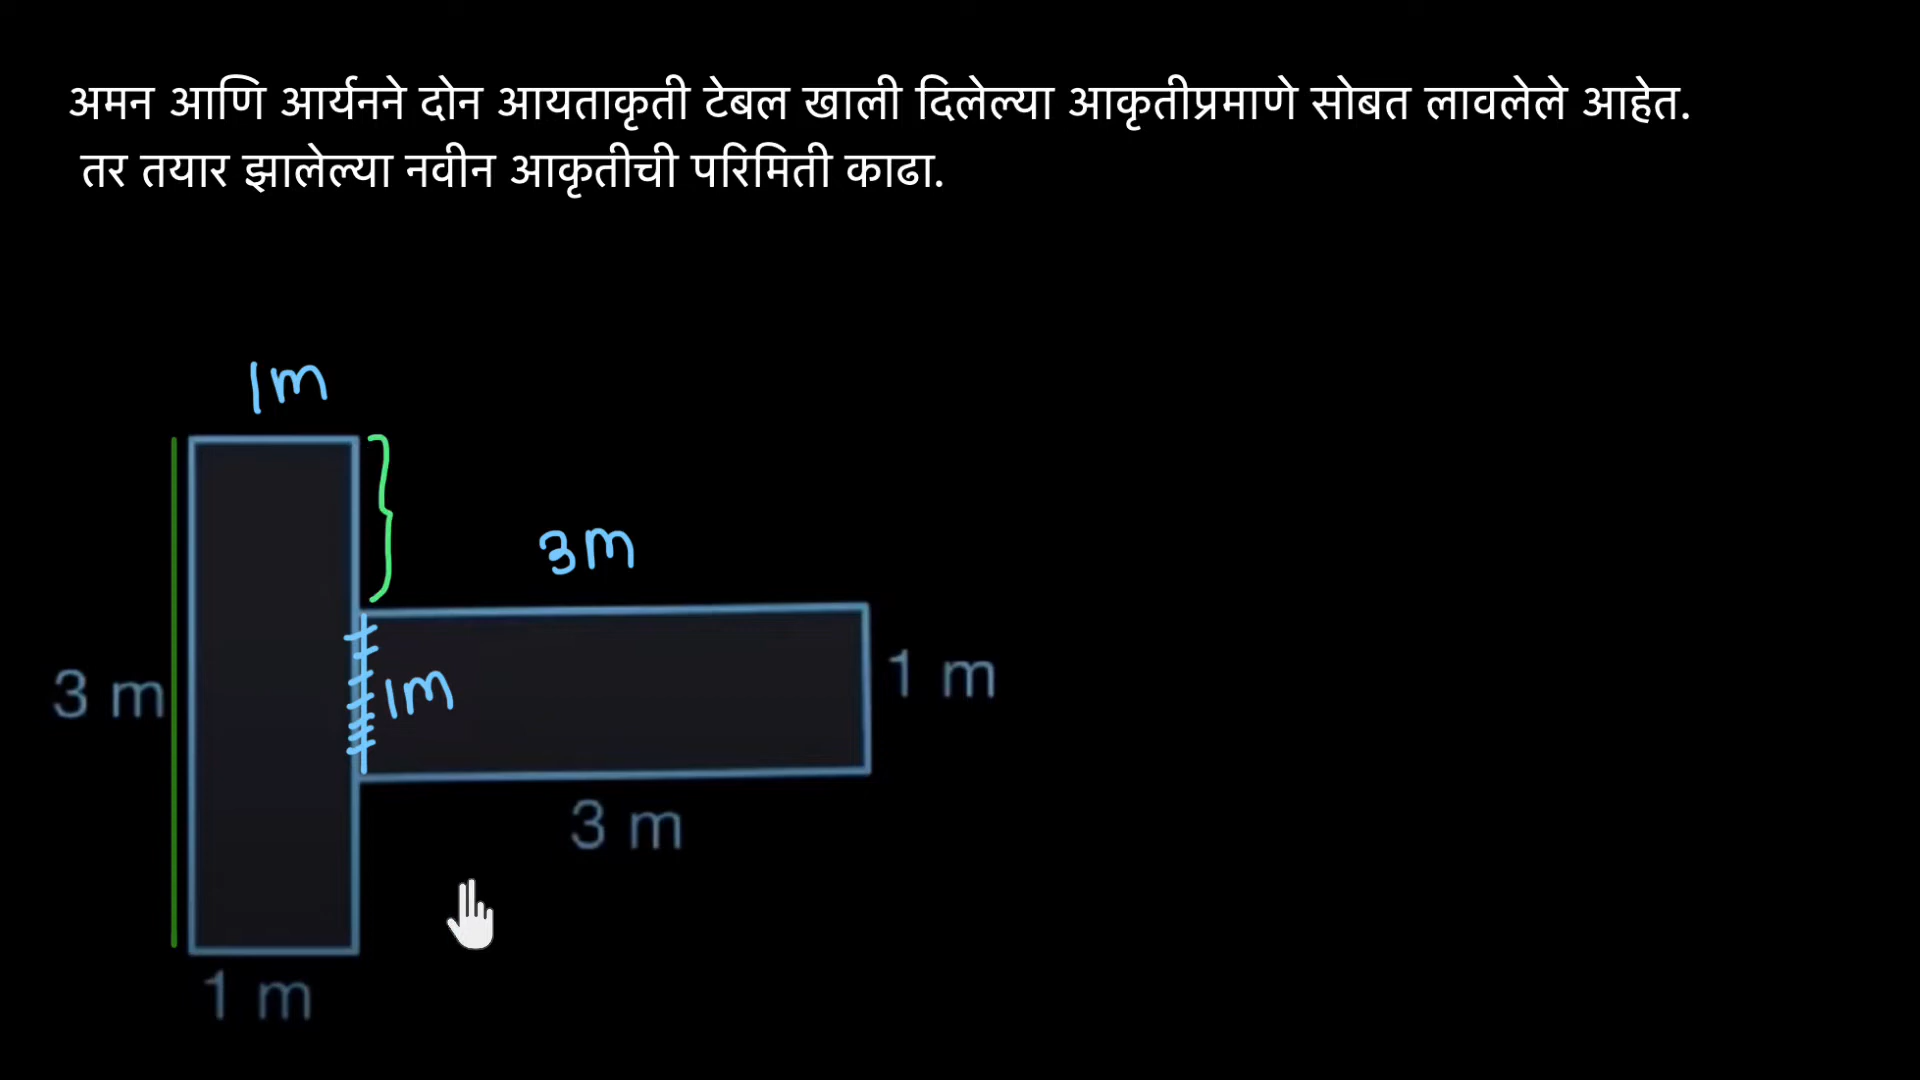 अमन आणि आर्यनने दोन आयताकृती टेबल खाली दिलेल्या आकृतीप्रमाणे सोबत लावलेले आहेत.
तर तयार झालेल्या नवीन आकृतीची परिमिती काढा.
1m
3m
3 m
1m
1 m
3 m
1 m